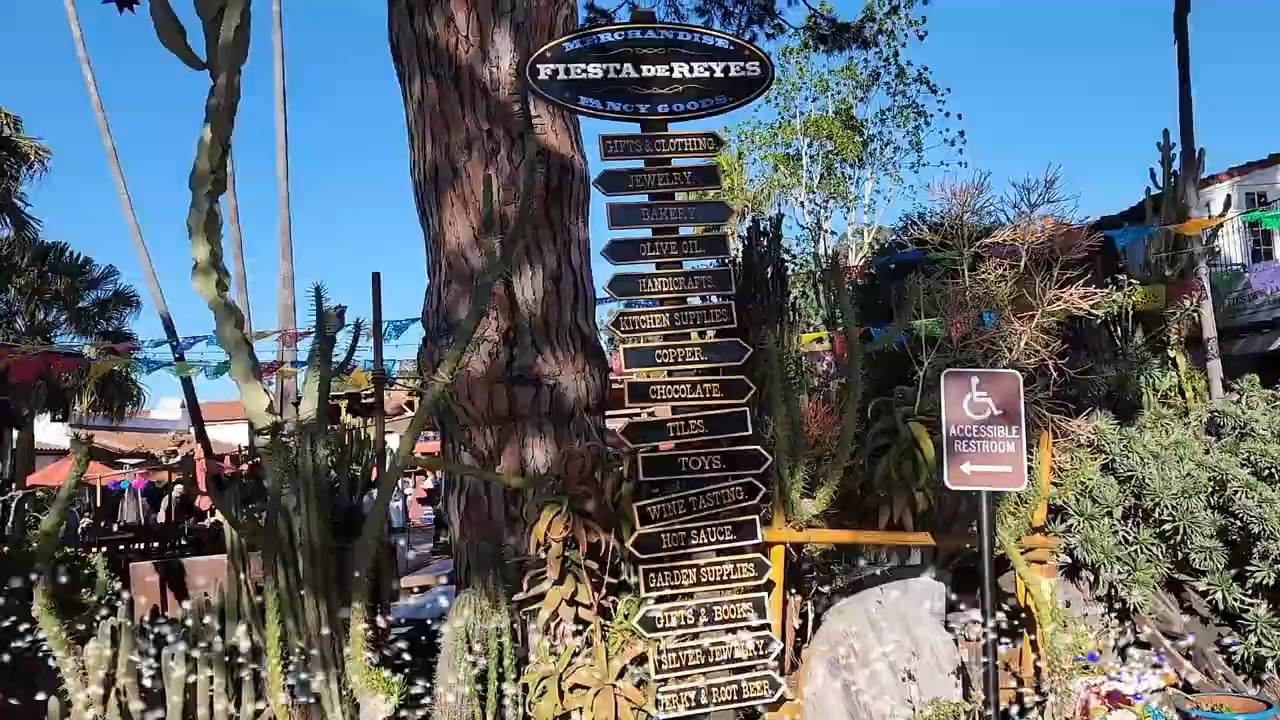 MERCHANDISE.
FIESTA DE REYES
FANCY GOODS.
GIFTS & CLOTHING.
JEWELRY.
BAKERY.
OLIVE OIL.
HANDICRAFTS.
KITCHEN SUPPLIES.
COPPER.
CHOCOLATE.
TILES.
TOYS.
WINE TASTING.
HOT SAUCE.
GARDEN SUPPLIES.
GIFTS & BOOKS.
SILVER JEWELRY.
JERKY & ROOT BEER.
ACCESSIBLE
RESTROOM